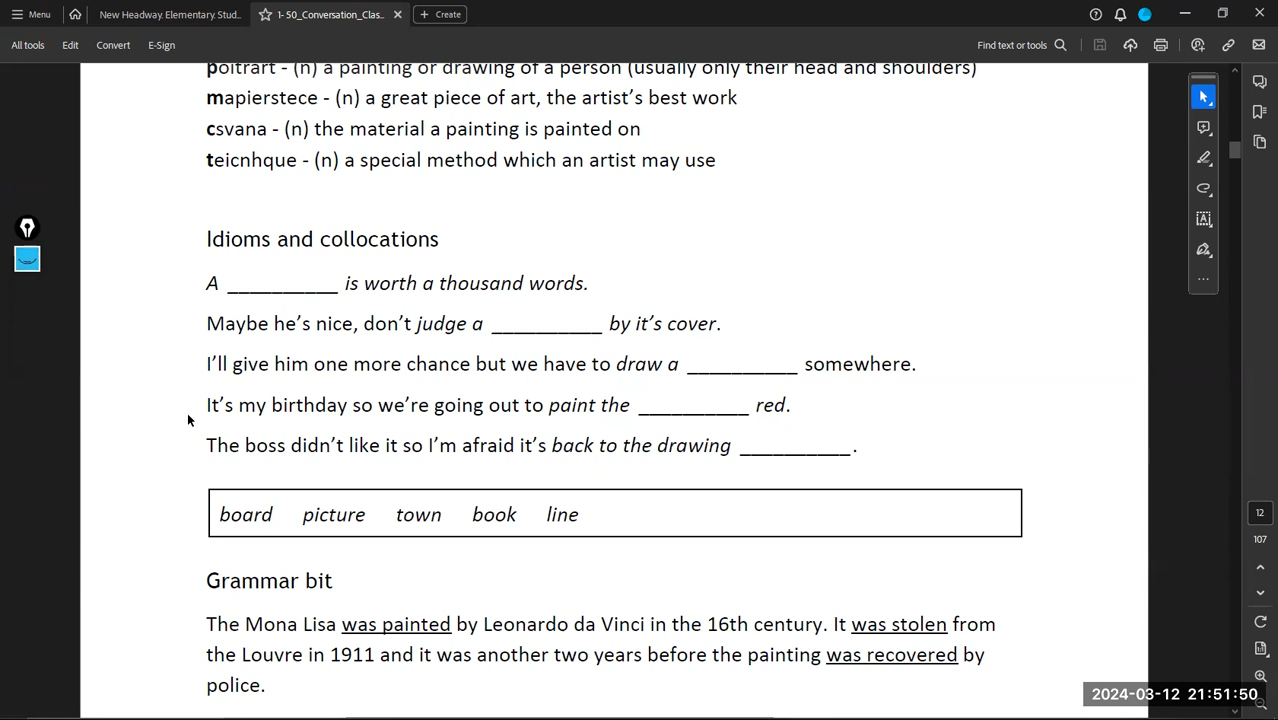 Menu
New Headway. Elementary. Stud..
1- 50_Conversation_Clas..
Create
All tools Edit Convert E-Sign
Find text or tools
poitrart - (n) a painting or drawing of a person (usually only their head and shoulders)
mapierstece - (n) a great piece of art, the artist’s best work
csvana - (n) the material a painting is painted on
teicnhque - (n) a special method which an artist may use
Idioms and collocations
A __________ is worth a thousand words.
Maybe he’s nice, don’t judge a __________ by it’s cover.
I’ll give him one more chance but we have to draw a __________ somewhere.
It’s my birthday so we’re going out to paint the __________ red.
The boss didn’t like it so I’m afraid it’s back to the drawing __________.
board picture town book line
12
107
Grammar bit
The Mona Lisa was painted by Leonardo da Vinci in the 16th century. It was stolen from
the Louvre in 1911 and it was another two years before the painting was recovered by
police.
2024-03-12 21:51:50